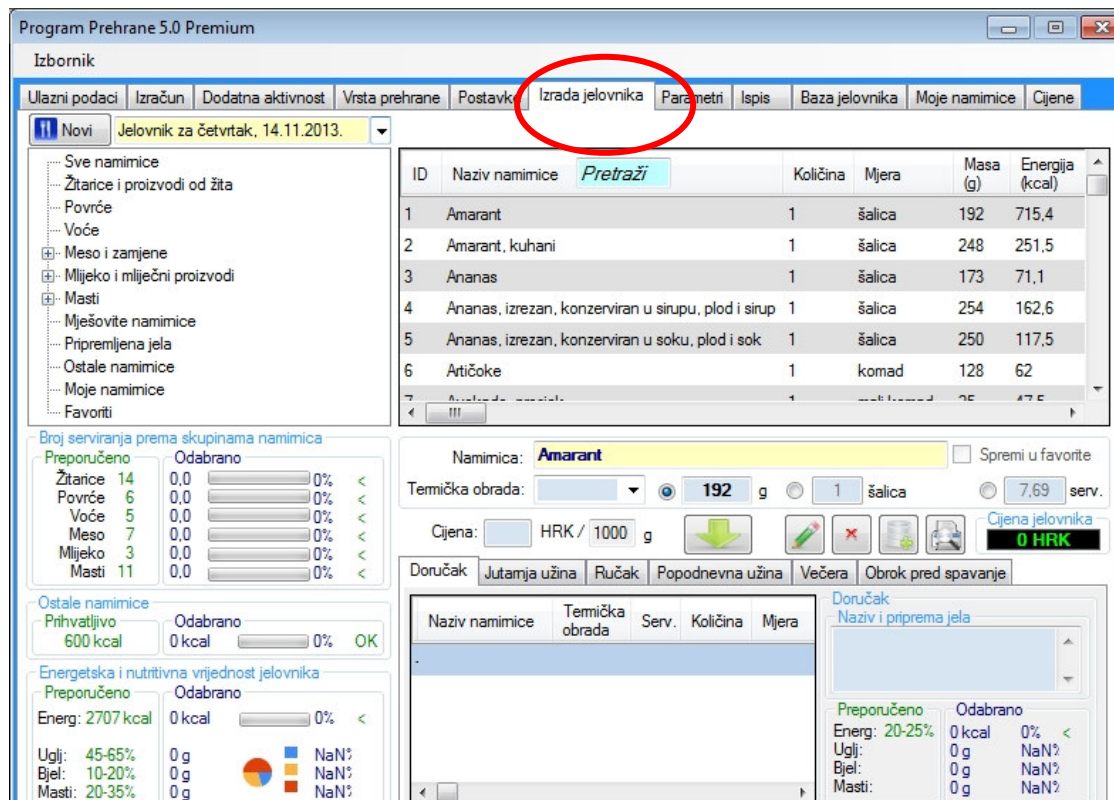 Program Prehrane 5.0 Premium
Izbornik
Ulazni podaci Izračun Dodatna aktivnost Vrsta prehrane Postavke Izrada jelovnika Parametri Ispis Baza jelovnika Moje namirnice Cijene
Novi Jelovnik za četvrtak, 14.11.2013.
Sve namirnice
Žitarice i proizvodi od žita
Povrće
Voće
Meso i zamjene
Mlijeko i mliječni proizvodi
Masti
Mješovite namirnice
Pripremljena jela
Ostale namirnice
Moje namirnice
Favoriti
ID Naziv namirnice Pretraži Količina Mjera Masa (g) Energija (kcal)
1 Amarant 1 šalica 192 715,4
2 Amarant, kuhani 1 šalica 248 251,5
3 Ananas 1 šalica 173 71,1
4 Ananas, izrezan, konzerviran u sirupu, plod i sirup 1 šalica 254 162,6
5 Ananas, izrezan, konzerviran u soku, plod i sok 1 šalica 250 117,5
6 Artičoke 1 komad 128 62
Broj serviranja prema skupinama namirnica
Preporučeno Odabrano
Žitarice 14 0,0 0% <
Povrće 6 0,0 0% <
Voće 5 0,0 0% <
Meso 7 0,0 0% <
Mlijeko 3 0,0 0% <
Masti 11 0,0 0% <
Ostale namirnice
Prihvatljivo Odabrano
600 kcal 0 kcal 0% OK
Energetska i nutritivna vrijednost jelovnika
Preporučeno Odabrano
Energ: 2707 kcal 0 kcal 0% <
Uglj: 45-65% 0 g NaN%
Bjel: 10-20% 0 g NaN%
Masti: 20-35% 0 g NaN%
Namirnica: Amarant Spremi u favorite
Termička obrada: 192 g 1 šalica 7,69 serv.
Cijena: HRK / 1000 g
Cijena jelovnika
0 HRK
Doručak Jutarnja užina Ručak Popodnevna užina Večera Obrok pred spavanje
Naziv namirnice Termička obrada Serv. Količina Mjera
.
Doručak
Naziv i priprema jela
Preporučeno Odabrano
Energ: 20-25% 0 kcal 0% <
Uglj: 0 g NaN%
Bjel: 0 g NaN%
Masti: 0 g NaN%